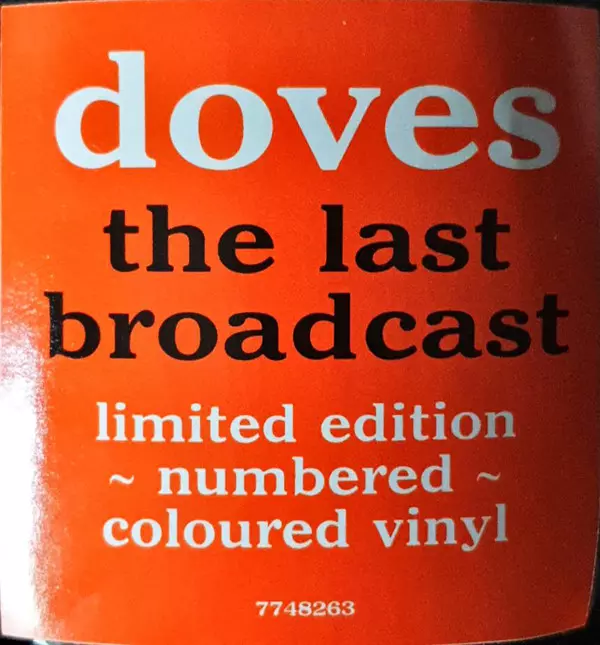 doves
the last
broadcast
limited edition
~ numbered ~
coloured vinyl
7748263